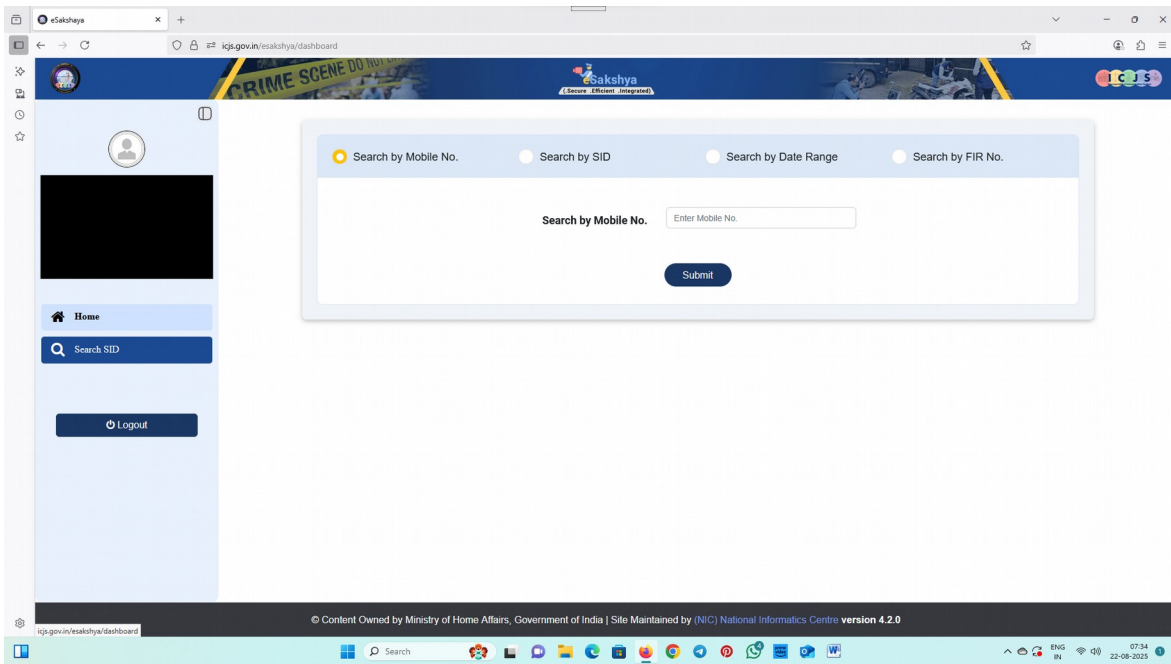 eSakshaya
icjs.gov.in/esakshya/dashboard
CRIME SCENE DO NOT
eSakshya
(.Secure .Efficient .Integrated)
ICJS
Search by Mobile No.
Search by SID
Search by Date Range
Search by FIR No.
Search by Mobile No.
Enter Mobile No.
Submit
Home
Search SID
Logout
© Content Owned by Ministry of Home Affairs, Government of India | Site Maintained by (NIC) National Informatics Centre version 4.2.0
icjs.gov.in/esakshya/dashboard
Search
ENG
IN
07:34
22-08-2025